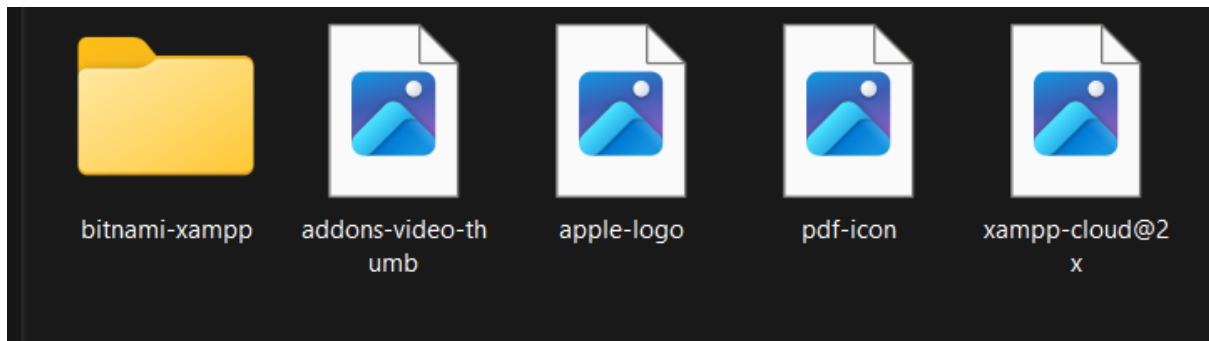 bitnami-xampp
addons-video-th
umb
apple-logo
pdf-icon
xampp-cloud@2
x